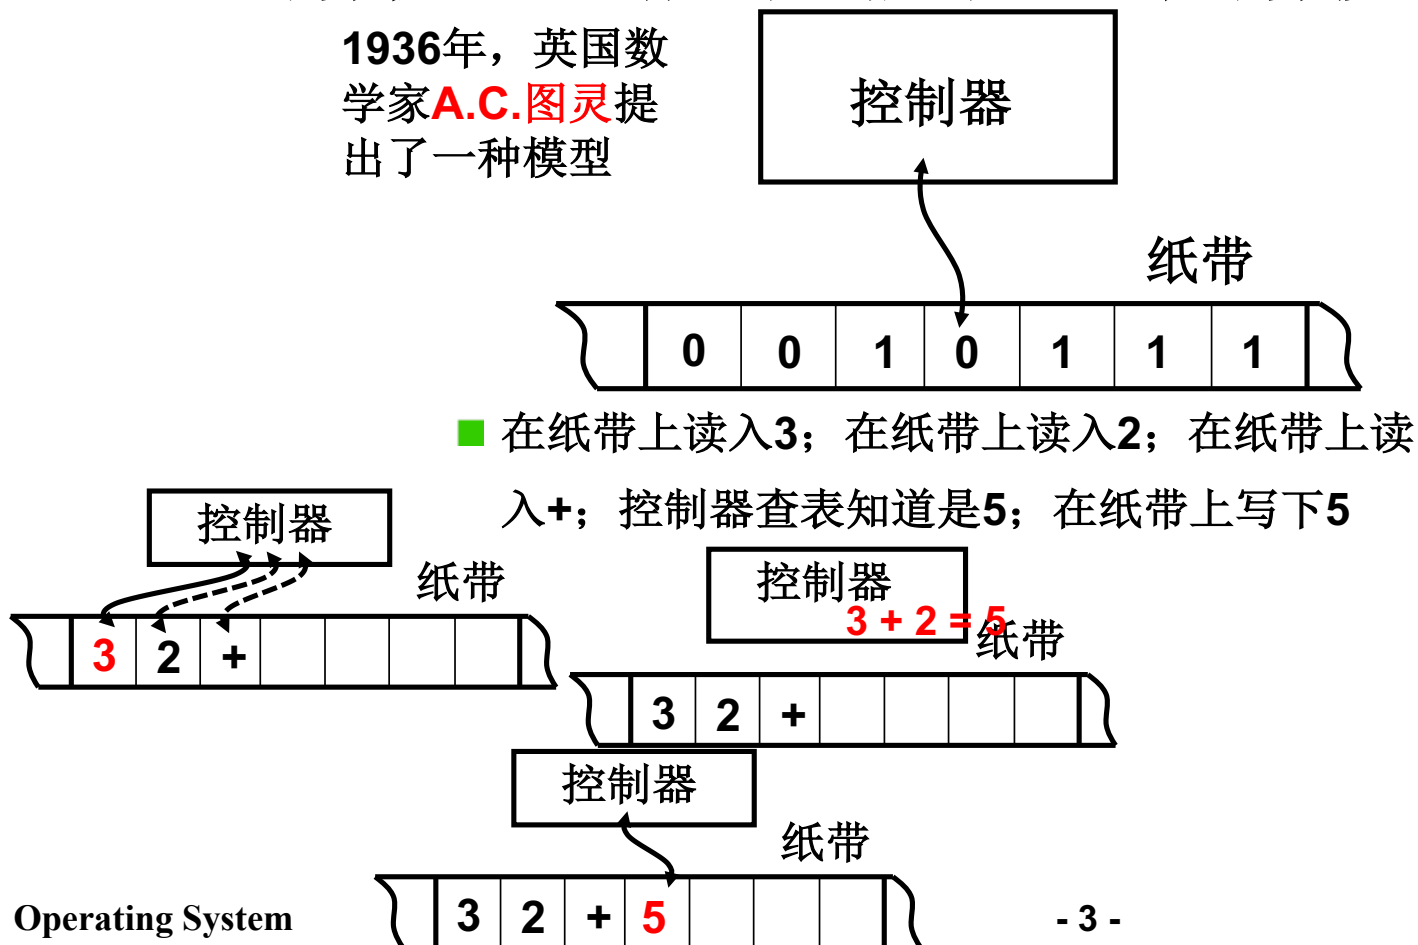 1936年，英国数
学家A.C.图灵提
出了一种模型
控制器
纸带
0 0 1 0 1 1 1
在纸带上读入3；在纸带上读入2；在纸带上读
入+；控制器查表知道是5；在纸带上写下5
控制器
纸带
3 2 +
控制器
3 + 2 = 5
纸带
3 2 +
控制器
纸带
3 2 + 5
Operating System
- 3 -